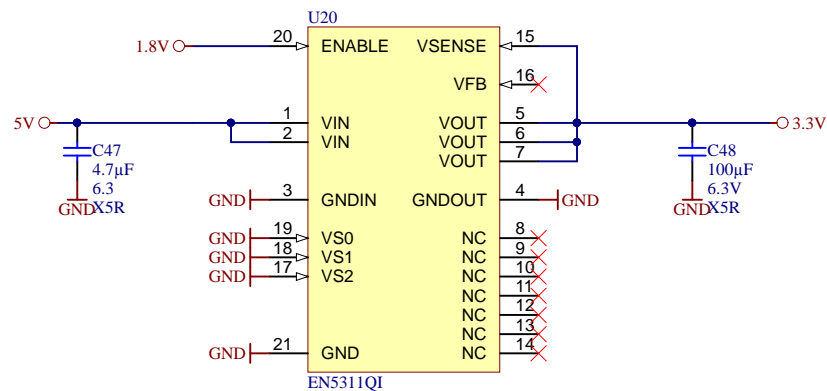 U20
1.8V 20 ENABLE VSENSE 15
VFB 16
5V 1 VIN VOUT 5 3.3V
2 VIN VOUT 6
VOUT 7
C47 C48
4.7µF 100µF
6.3 6.3V
X5R X5R
GND GND
GND 3 GNDIN GNDOUT 4 GND
GND 19 VS0 NC 8
GND 18 VS1 NC 9
GND 17 VS2 NC 10
NC 11
NC 12
NC 13
GND 21 GND NC 14
EN5311QI